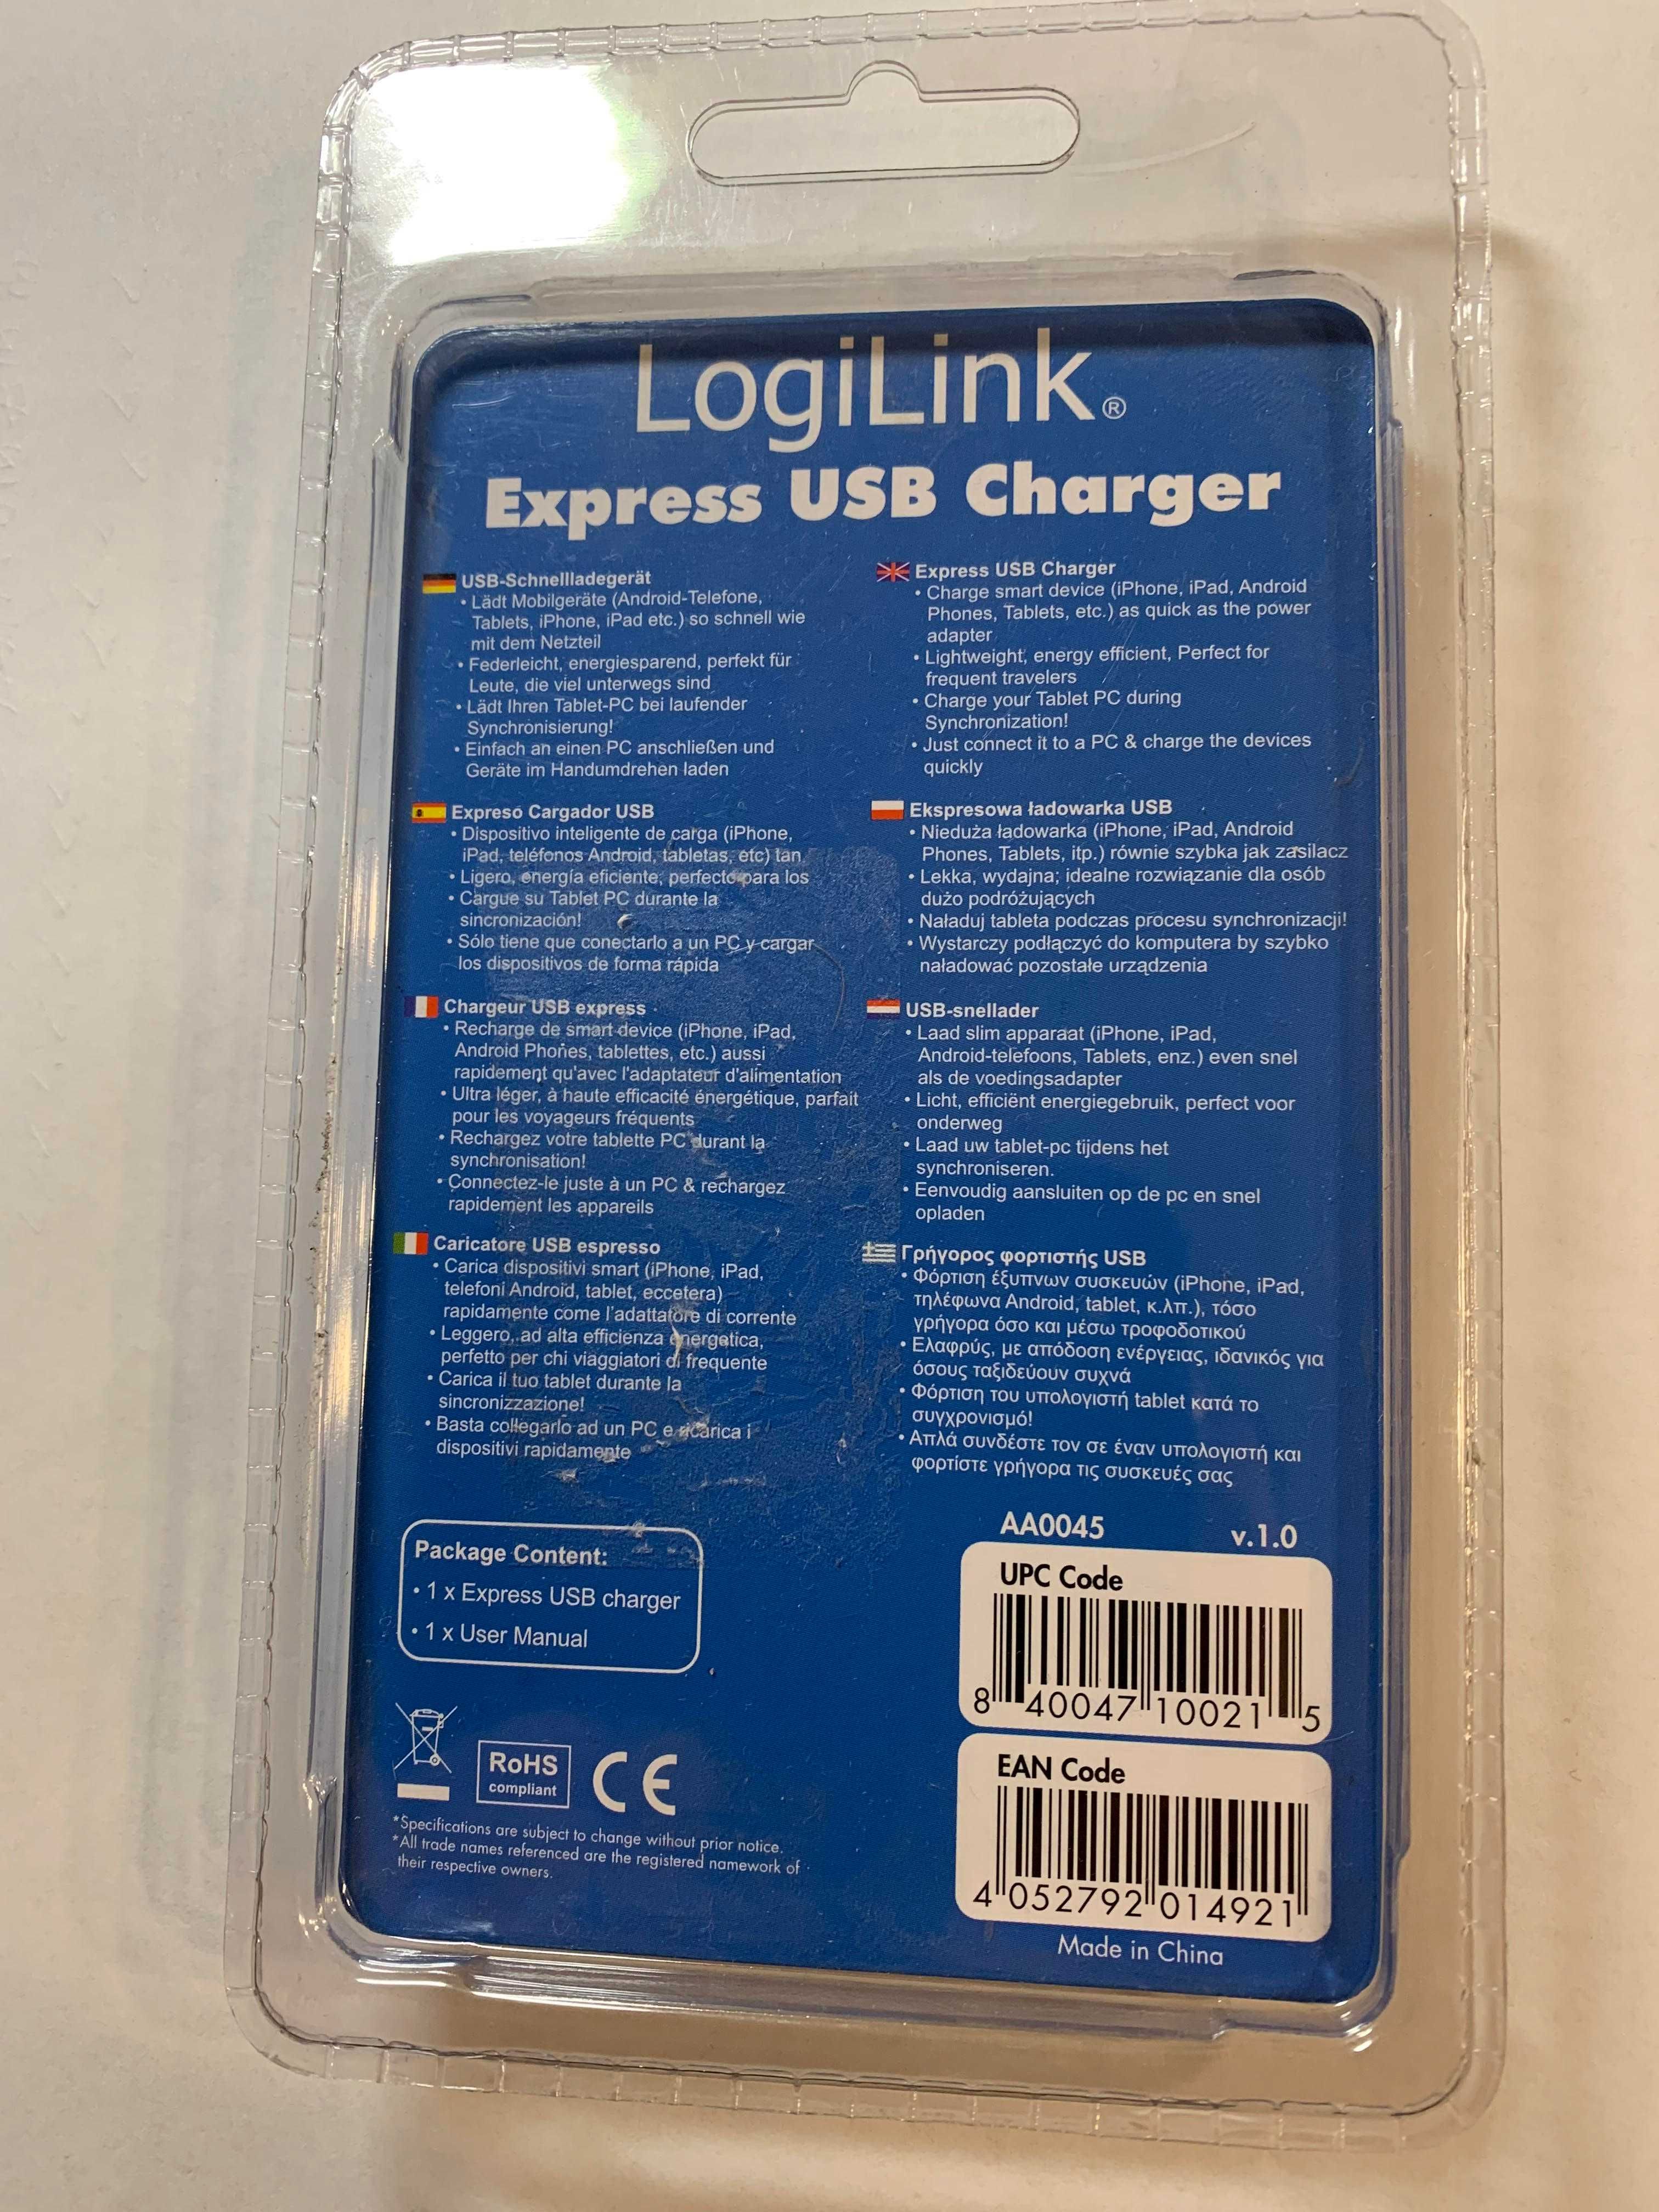 LogiLink®
Express USB Charger
USB-Schnellladegerät
• Lädt Mobilgeräte (Android-Telefone,
Tablets, iPhone, iPad etc.) so schnell wie
mit dem Netzteil
• Federleicht, energiesparend, perfekt für
Leute, die viel unterwegs sind
• Lädt Ihren Tablet-PC bei laufender
Synchronisierung!
• Einfach an einen PC anschließen und
Geräte im Handumdrehen laden
Expreso Cargador USB
• Dispositivo inteligente de carga (iPhone,
iPad, teléfonos Android, tabletas, etc) tan
• Ligero, energía eficiente, perfecto para los
• Cargue su Tablet PC durante la
sincronización!
• Sólo tiene que conectarlo a un PC y cargar
los dispositivos de forma rápida
Chargeur USB express
• Recharge de smart device (iPhone, iPad,
Android Phones, tablettes, etc.) aussi
rapidement qu'avec l'adaptateur d'alimentation
• Ultra léger, à haute efficacité énergétique, parfait
pour les voyageurs fréquents
• Rechargez votre tablette PC durant la
synchronisation!
• Connectez-le juste à un PC & rechargez
rapidement les appareils
Caricatore USB espresso
• Carica dispositivi smart (iPhone, iPad,
telefoni Android, tablet, eccetera)
rapidamente come l'adattatore di corrente
• Leggero, ad alta efficienza energetica,
perfetto per chi viaggiatori di frequente
• Carica il tuo tablet durante la
sincronizzazione!
• Basta collegarlo ad un PC e ricarica i
dispositivi rapidamente
Express USB Charger
• Charge smart device (iPhone, iPad, Android
Phones, Tablets, etc.) as quick as the power
adapter
• Lightweight, energy efficient, Perfect for
frequent travelers
• Charge your Tablet PC during
Synchronization!
• Just connect it to a PC & charge the devices
quickly
Ekspresowa ładowarka USB
• Nieduża ładowarka (iPhone, iPad, Android
Phones, Tablets, itp.) równie szybka jak zasilacz
• Lekka, wydajna; idealne rozwiązanie dla osób
dużo podróżujących
• Naładuj tableta podczas procesu synchronizacji!
• Wystarczy podłączyć do komputera by szybko
naładować pozostałe urządzenia
USB-snellader
• Laad slim apparaat (iPhone, iPad,
Android-telefoons, Tablets, enz.) even snel
als de voedingsadapter
• Licht, efficiënt energiegebruik, perfect voor
onderweg
• Laad uw tablet-pc tijdens het
synchroniseren.
• Eenvoudig aansluiten op de pc en snel
opladen
Γρήγορος φορτιστής USB
• Φόρτιση έξυπνων συσκευών (iPhone, iPad,
τηλέφωνα Android, tablet, κ.λπ.), τόσο
γρήγορα όσο και μέσω τροφοδοτικού
• Ελαφρύς, με απόδοση ενέργειας, ιδανικός για
όσους ταξιδεύουν συχνά
• Φόρτιση του υπολογιστή tablet κατά το
συγχρονισμό!
• Απλά συνδέστε τον σε έναν υπολογιστή και
φορτίστε γρήγορα τις συσκευές σας
Package Content:
• 1 x Express USB charger
• 1 x User Manual
RoHS
compliant
CE
*Specifications are subject to change without prior notice.
*All trade names referenced are the registered namework of
their respective owners.
AA0045 v.1.0
UPC Code
8 40047 10021 5
EAN Code
4 052792 014921
Made in China